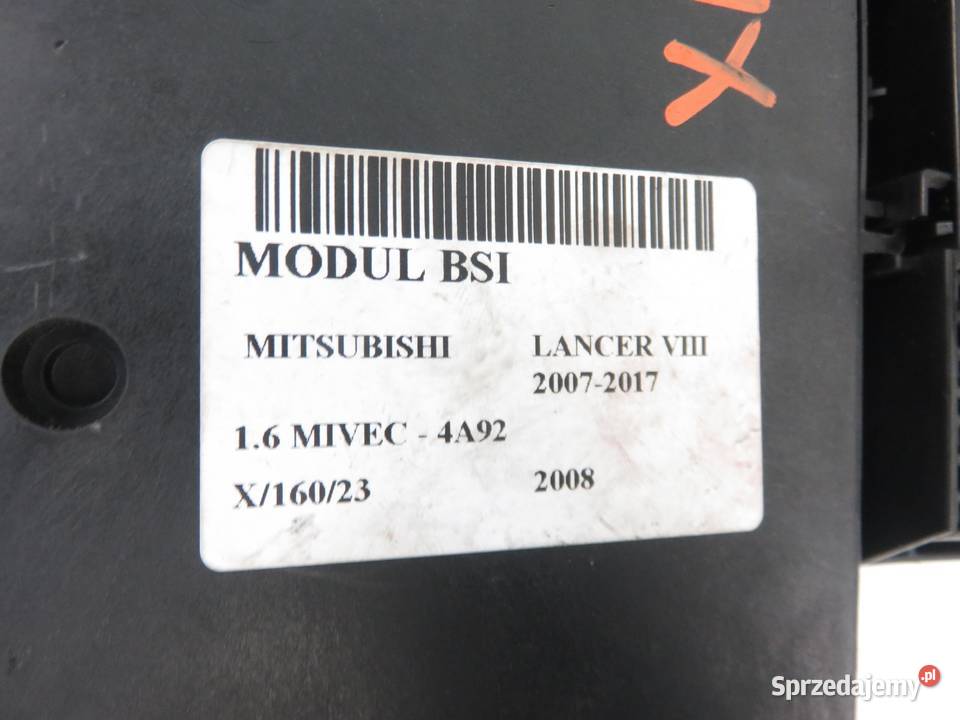 MODUL BSI
MITSUBISHI LANCER VIII
2007-2017
1.6 MIVEC - 4A92
X/160/23 2008
Sprzedajemy.pl